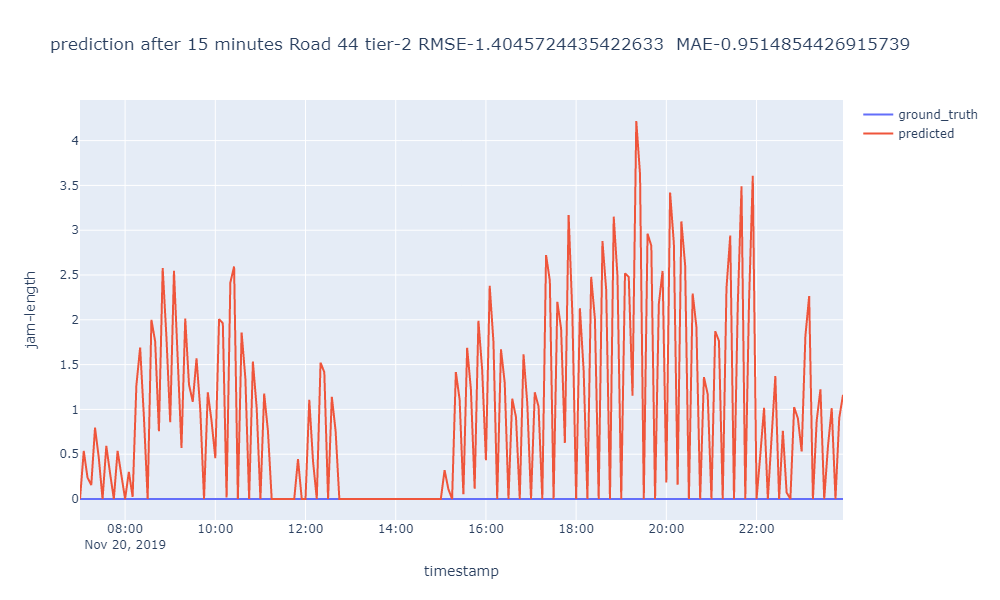 prediction after 15 minutes Road 44 tier-2 RMSE-1.4045724435422633  MAE-0.9514854426915739
ground_truth
predicted
4
3.5
3
2.5
2
1.5
1
0.5
0
jam-length
08:00 10:00 12:00 14:00 16:00 18:00 20:00 22:00
Nov 20, 2019
timestamp